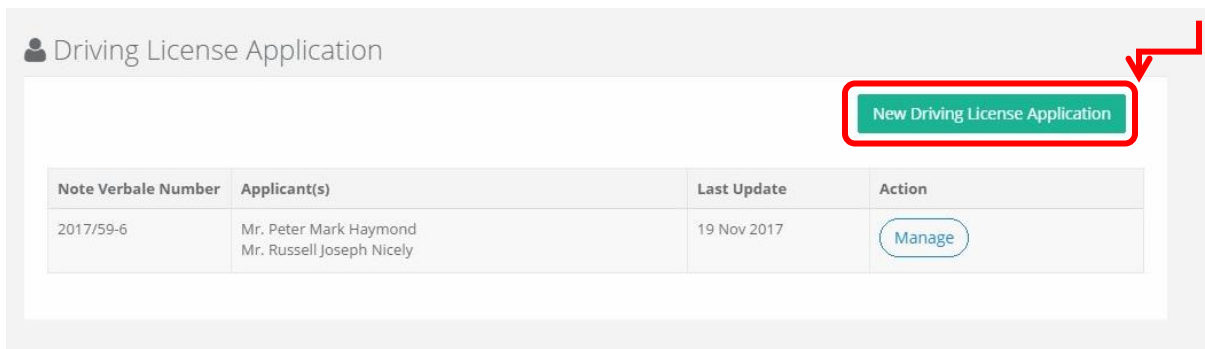 Driving License Application
New Driving License Application
Note Verbale Number Applicant(s) Last Update Action
2017/59-6 Mr. Peter Mark Haymond 19 Nov 2017 Manage
Mr. Russell Joseph Nicely